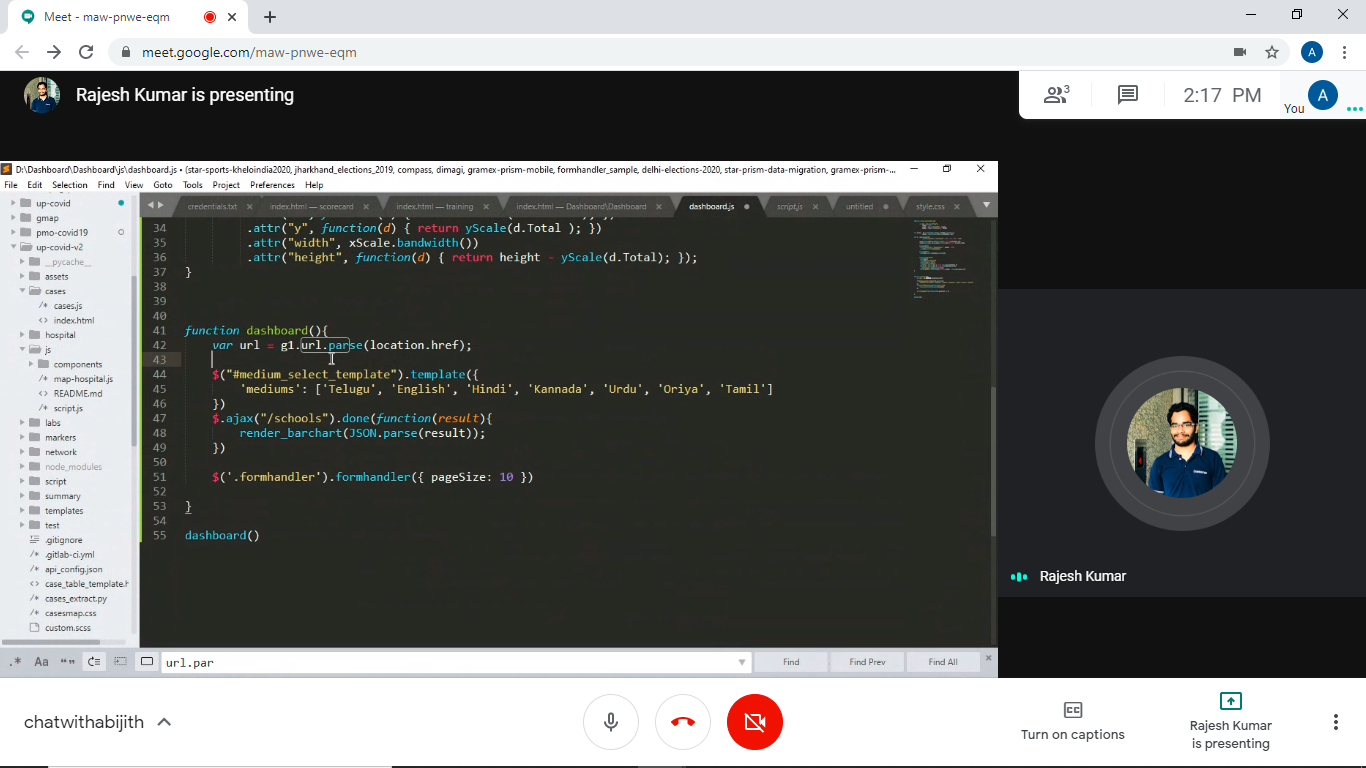 Meet - maw-pnwe-eqm
meet.google.com/maw-pnwe-eqm
A
Rajesh Kumar is presenting
3
2:17 PM
You
A
D:\Dashboard\Dashboard\js\dashboard.js • (star-sports-kheloindia2020, jharkhand_elections_2019, compass, dimagi, gramex-prism-mobile, formhandler_sample, delhi-elections-2020, star-prism-data-migration, gramex-prism-...
File Edit Selection Find View Goto Tools Project Preferences Help
up-covid
gmap
pmo-covid19
up-covid-v2
__pycache__
assets
cases
/* cases.js
<> index.html
hospital
js
components
/* map-hospital.js
<> README.md
/* script.js
labs
markers
network
node_modules
script
summary
templates
test
.gitignore
/* .gitlab-ci.yml
/* api_config.json
<> case_table_template.h
/* cases_extract.py
/* casesmap.css
custom.scss
credentials.txt
index.html — scorecard
index.html — training
index.html — Dashboard\Dashboard
dashboard.js
script.js
untitled
style.css
34 .attr("y", function(d) { return yScale(d.Total ); })
35 .attr("width", xScale.bandwidth())
36 .attr("height", function(d) { return height - yScale(d.Total); });
37 }
38
39
40
41 function dashboard(){
42 var url = g1.url.parse(location.href);
43
44 $("#medium_select_template").template({
45 'mediums': ['Telugu', 'English', 'Hindi', 'Kannada', 'Urdu', 'Oriya', 'Tamil']
46 })
47 $.ajax("/schools").done(function(result){
48 render_barchart(JSON.parse(result));
49 })
50
51 $('.formhandler').formhandler({ pageSize: 10 })
52
53 }
54
55 dashboard()
.* Aa “” url.par Find Find Prev Find All
Rajesh Kumar
chatwithabijith
CC
Turn on captions
Rajesh Kumar
is presenting